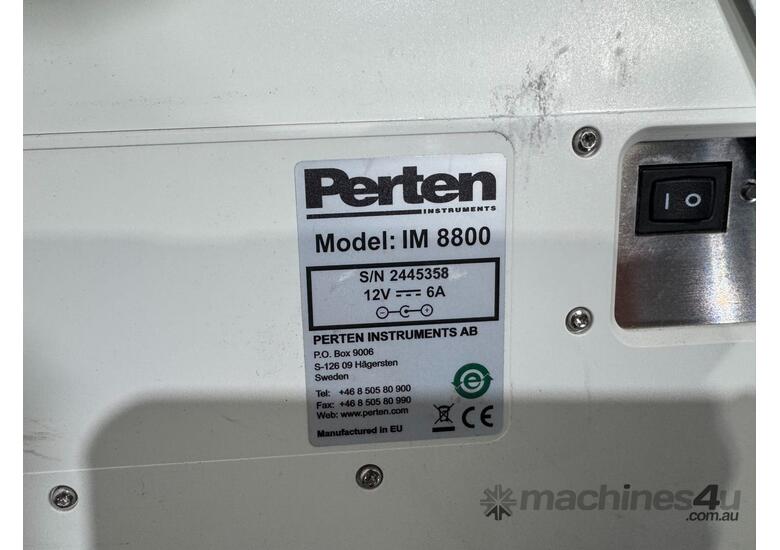 Perten
INSTRUMENTS
Model: IM 8800
S/N 2445358
12V 6A
PERTEN INSTRUMENTS AB
P.O. Box 9006
S-126 09 Hägersten
Sweden
Tel: +46 8 505 80 900
Fax: +46 8 505 80 990
Web: www.perten.com
Manufactured in EU
e
CE
I O
machines4u
.com.au